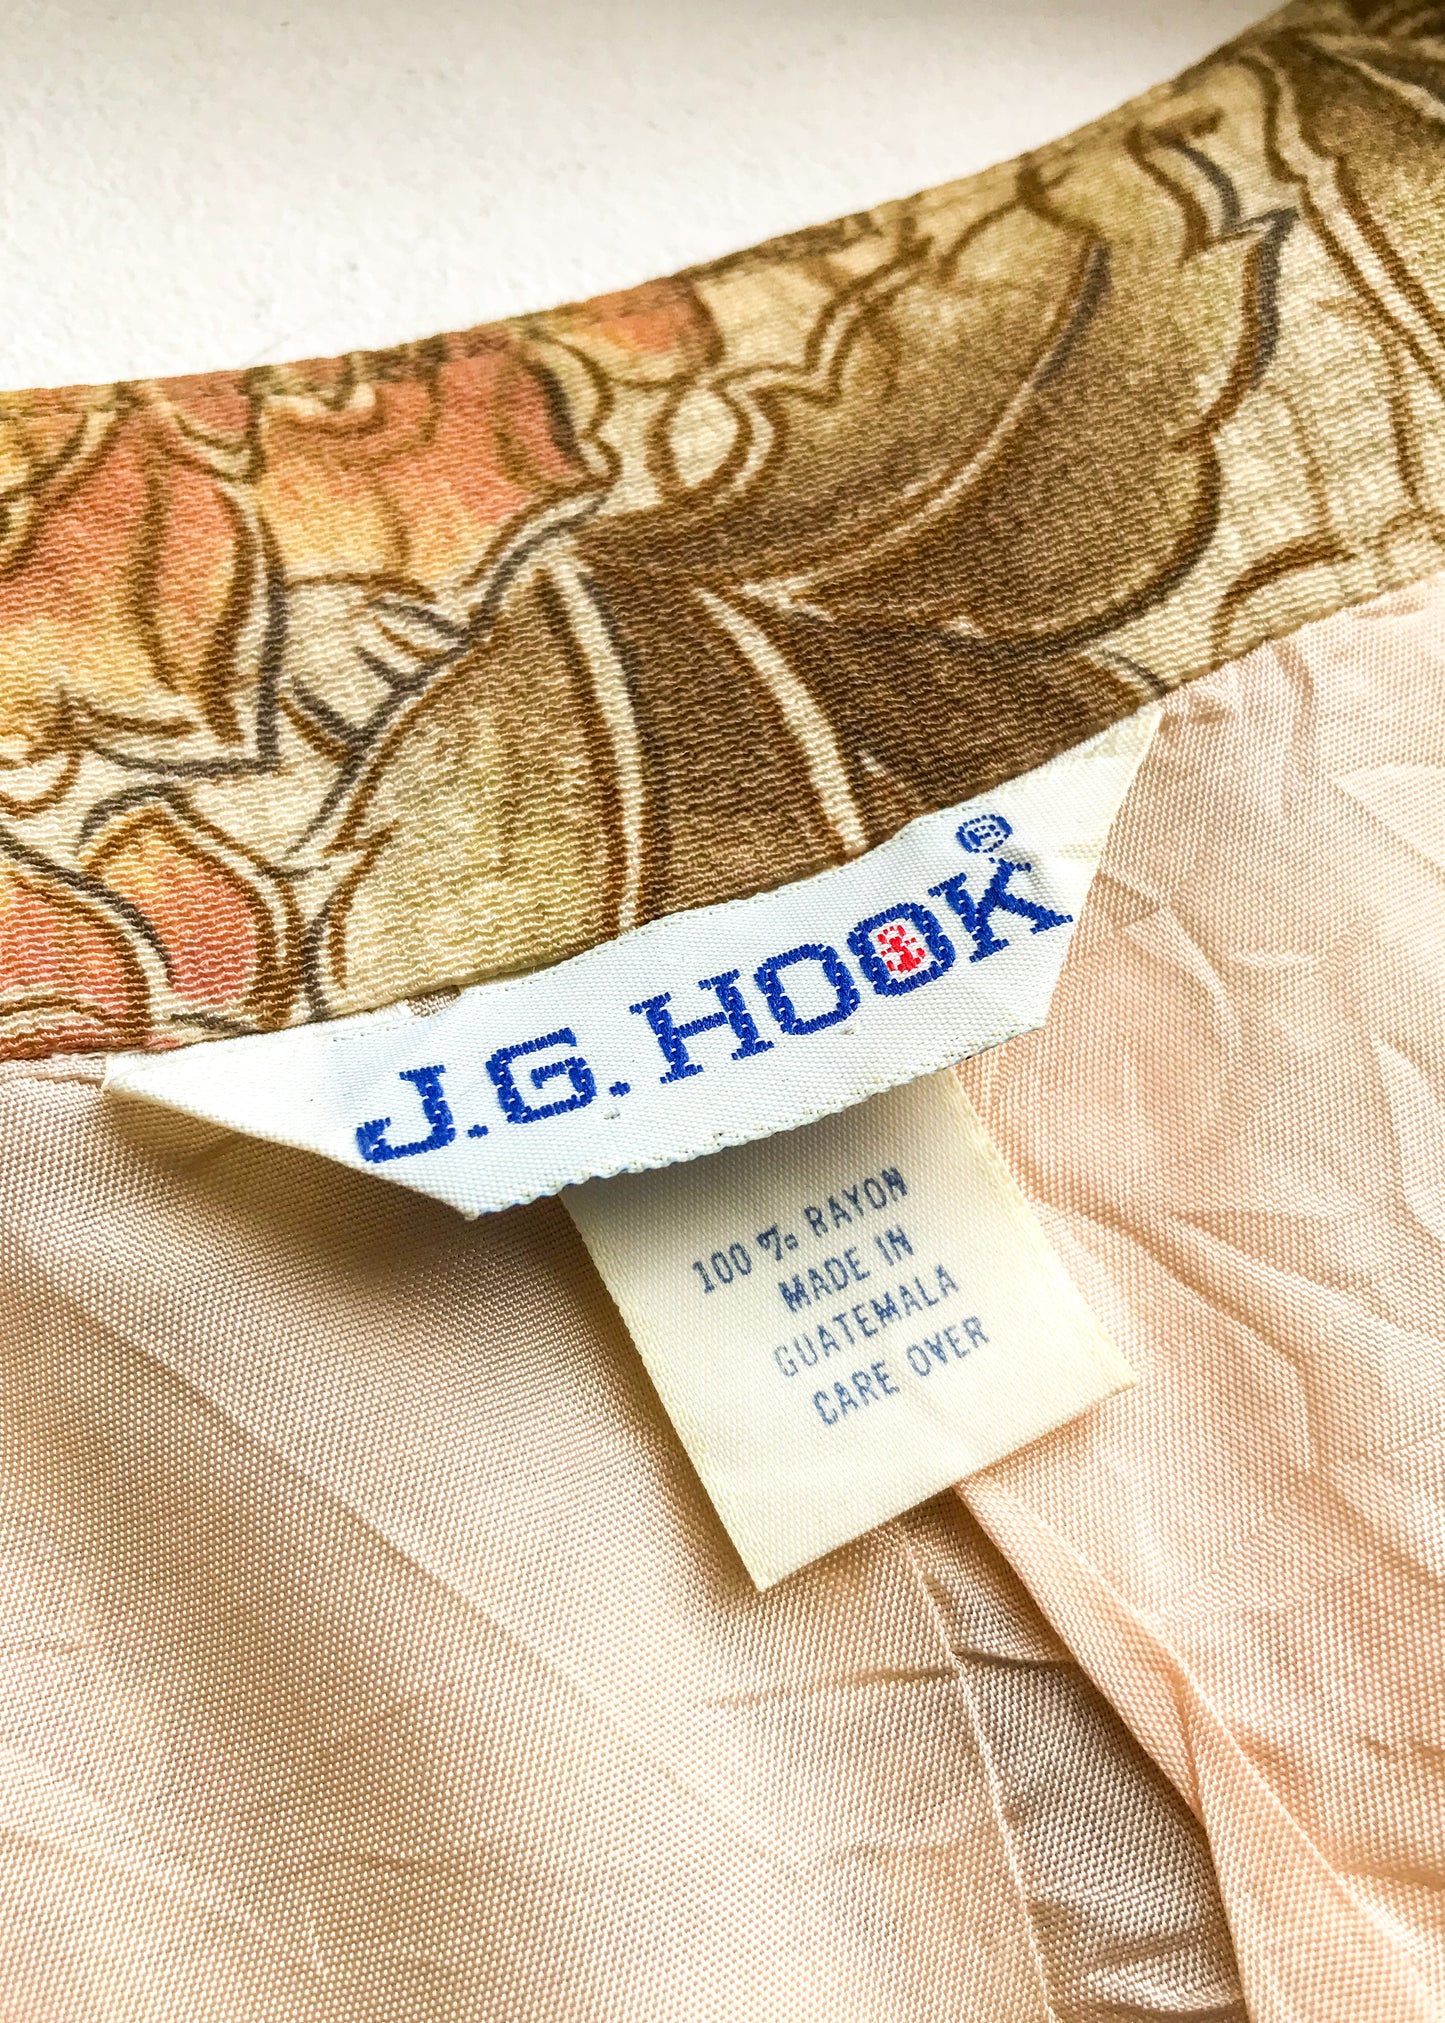 J.G. HOOK®
100 % RAYON
MADE IN
GUATEMALA
CARE OVER